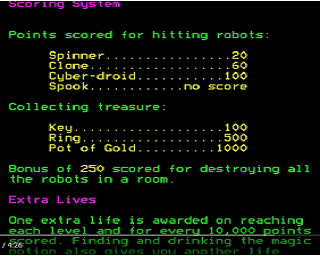 Scoring System
Points scored for hitting robots:
Spinner.................20
Clone...................60
Cyber-droid............100
Spook.............no score
Collecting treasure:
Key....................100
Ring...................500
Pot of Gold...........1000
Bonus of 250 scored for destroying all
the robots in a room.
Extra Lives
One extra life is awarded on reaching
each level and for every 10,000 points
scored. Finding and drinking the magic
potion also gives you another life
/ 4:26